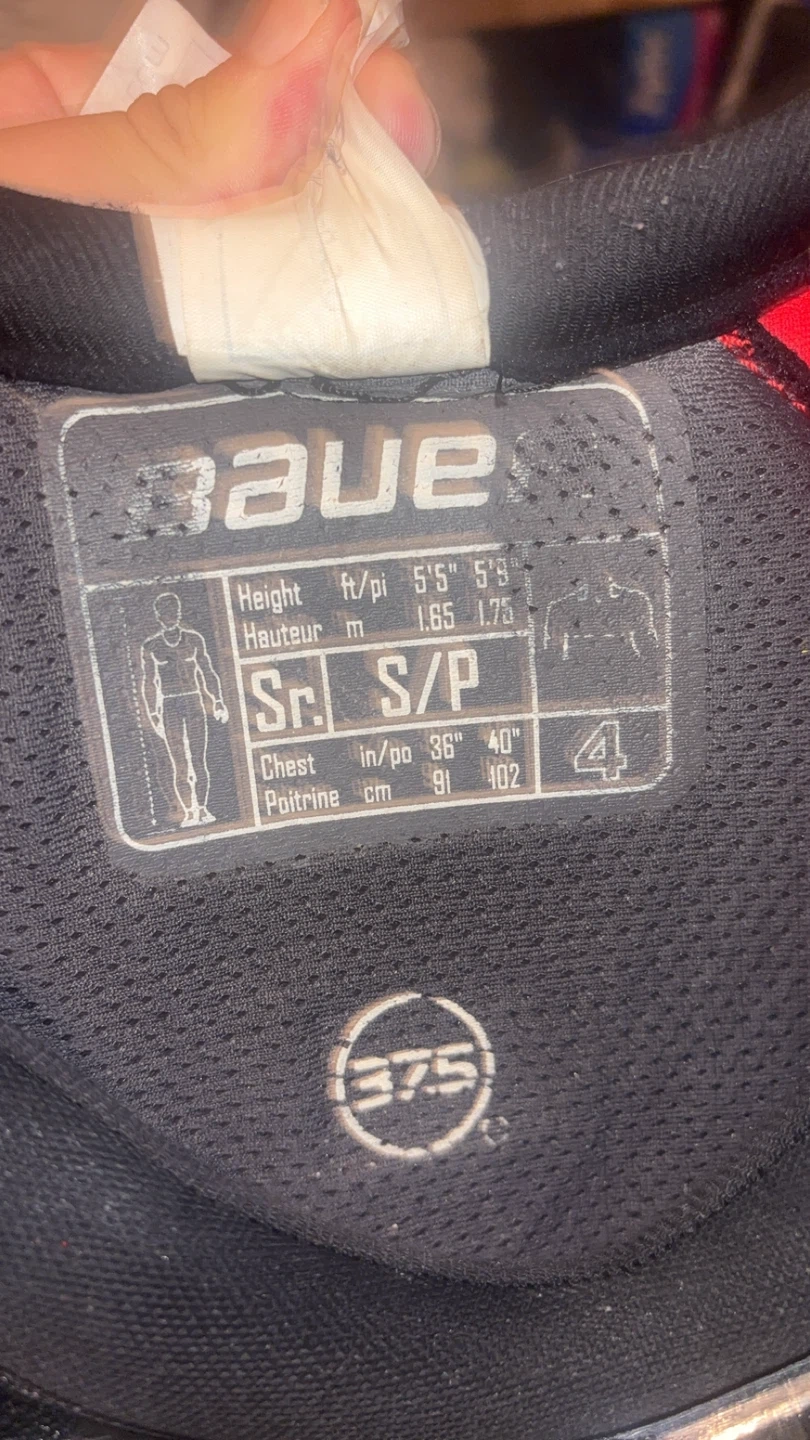 BAUER
Height ft/pi 5'5" 5'9"
Hauteur m 1.65 1.75
Sr. S/P
Chest in/po 36" 40"
Poitrine cm 91 102
4
37.5